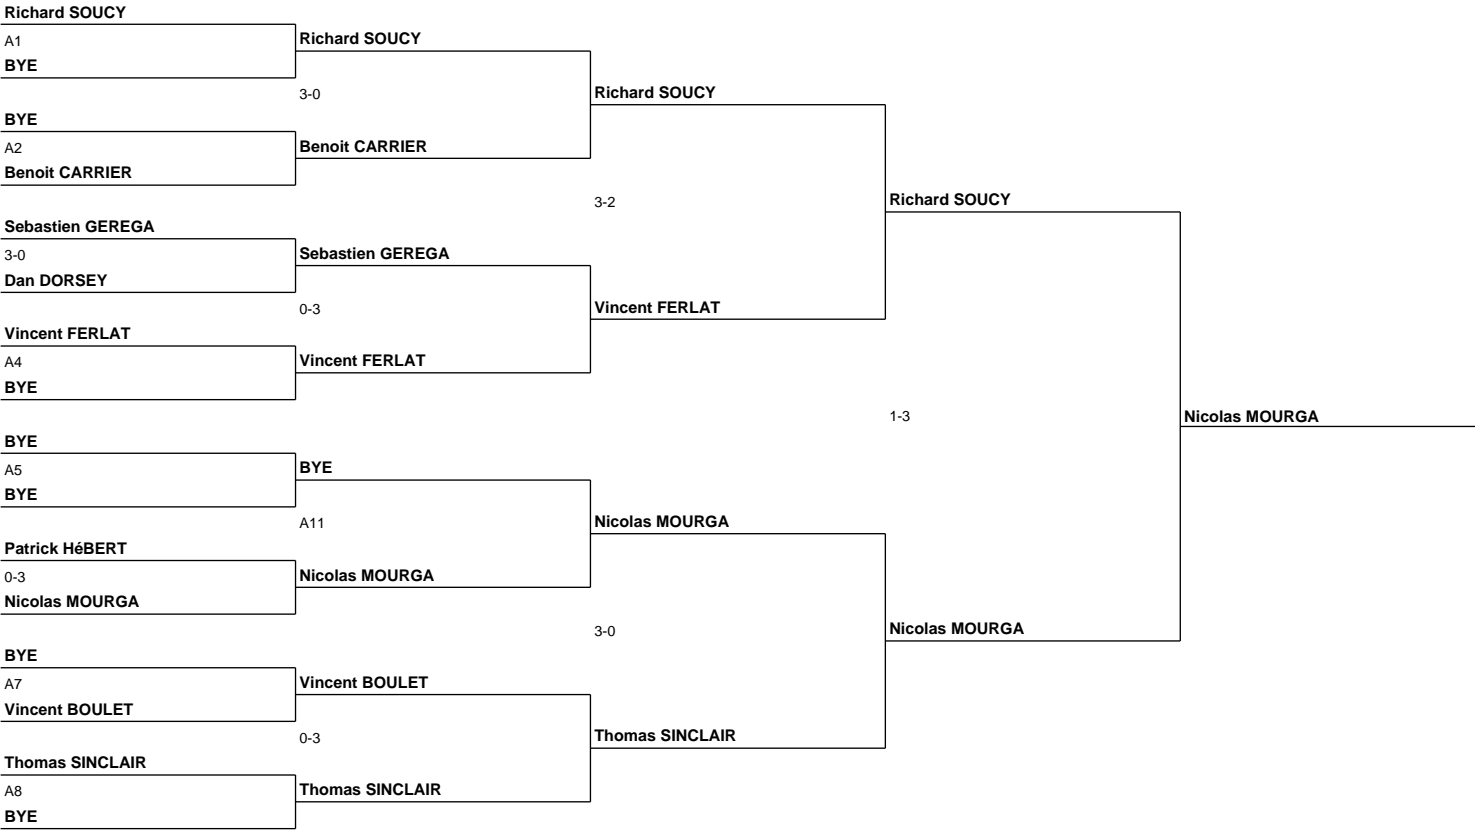 Richard SOUCY
A1
BYE
BYE
A2
Benoit CARRIER
Sebastien GEREGA
3-0
Dan DORSEY
Vincent FERLAT
A4
BYE
BYE
A5
BYE
Patrick HéBERT
0-3
Nicolas MOURGA
BYE
A7
Vincent BOULET
Thomas SINCLAIR
A8
BYE
Richard SOUCY
3-0
Benoit CARRIER
Sebastien GEREGA
0-3
Vincent FERLAT
BYE
A11
Nicolas MOURGA
Vincent BOULET
0-3
Thomas SINCLAIR
Richard SOUCY
3-2
Vincent FERLAT
Nicolas MOURGA
3-0
Thomas SINCLAIR
Richard SOUCY
1-3
Nicolas MOURGA
Nicolas MOURGA